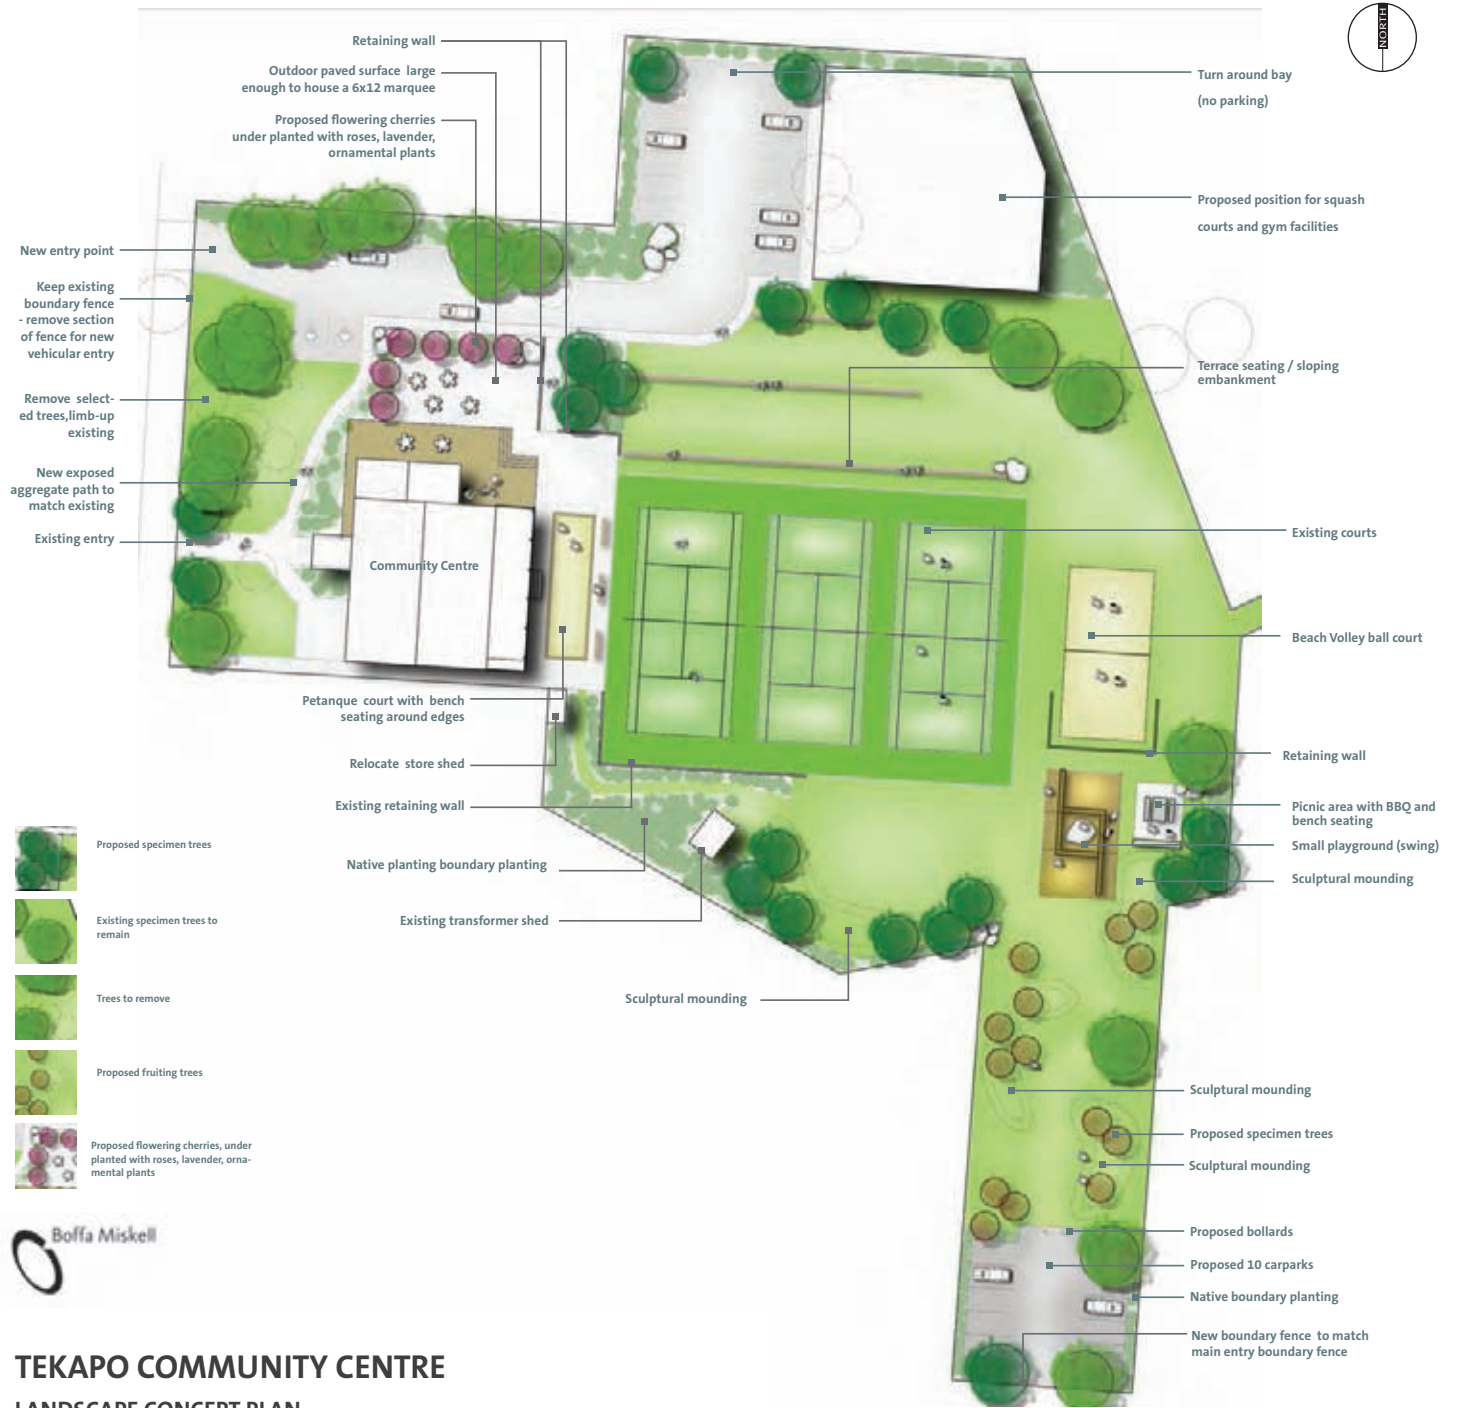 NORTH
Retaining wall
Outdoor paved surface large
enough to house a 6x12 marquee
Proposed flowering cherries
under planted with roses, lavender,
ornamental plants
Turn around bay
(no parking)
Proposed position for squash
courts and gym facilities
New entry point
Keep existing
boundary fence
- remove section
of fence for new
vehicular entry
Remove select-
ed trees,limb-up
existing
New exposed
aggregate path to
match existing
Existing entry
Terrace seating / sloping
embankment
Community Centre
Existing courts
Beach Volley ball court
Petanque court with bench
seating around edges
Relocate store shed
Existing retaining wall
Native planting boundary planting
Existing transformer shed
Sculptural mounding
Retaining wall
Picnic area with BBQ and
bench seating
Small playground (swing)
Sculptural mounding
Sculptural mounding
Proposed specimen trees
Sculptural mounding
Proposed bollards
Proposed 10 carparks
Native boundary planting
New boundary fence to match
main entry boundary fence
Proposed specimen trees
Existing specimen trees to
remain
Trees to remove
Proposed fruiting trees
Proposed flowering cherries, under
planted with roses, lavender, orna-
mental plants
Boffa Miskell
TEKAPO COMMUNITY CENTRE
LANDSCAPE CONCEPT PLAN